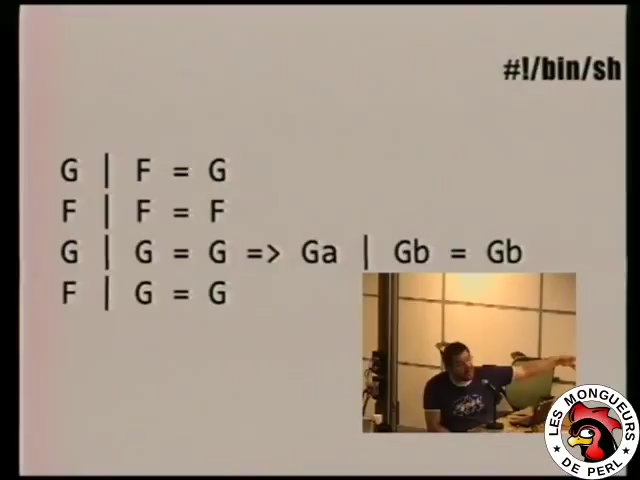 #!/bin/sh
G | F = G
F | F = F
G | G = G => Ga | Gb = Gb
F | G = G
LES MONGUEURS
★ DE PERL ★